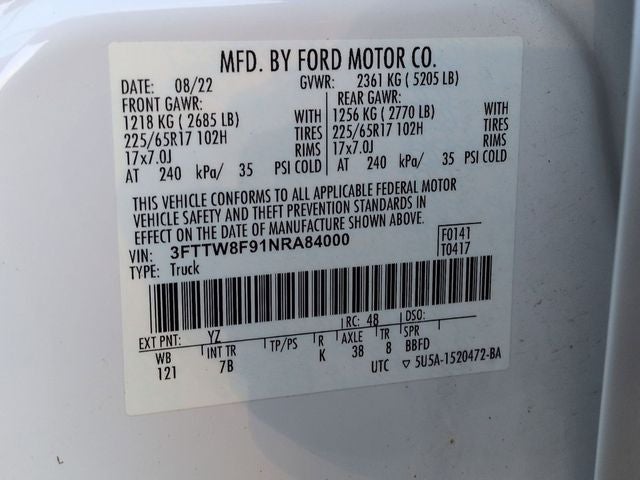 MFD. BY FORD MOTOR CO.
DATE: 08/22 GVWR: 2361 KG ( 5205 LB)
FRONT GAWR: REAR GAWR:
1218 KG ( 2685 LB) WITH 1256 KG ( 2770 LB) WITH
225/65R17 102H TIRES 225/65R17 102H TIRES
17x7.0J RIMS 17x7.0J RIMS
AT 240 kPa/ 35 PSI COLD AT 240 kPa/ 35 PSI COLD
THIS VEHICLE CONFORMS TO ALL APPLICABLE FEDERAL MOTOR
VEHICLE SAFETY AND THEFT PREVENTION STANDARDS IN
EFFECT ON THE DATE OF MANUFACTURE SHOWN ABOVE.
VIN: 3FTTW8F91NRA84000 F0141
TYPE: Truck T0417
EXT PNT: YZ RC: 48 DSO:
WB INT TR TP/PS R AXLE TR SPR
121 7B K 38 8 BBFD
UTC ▽ 5U5A-1520472-BA